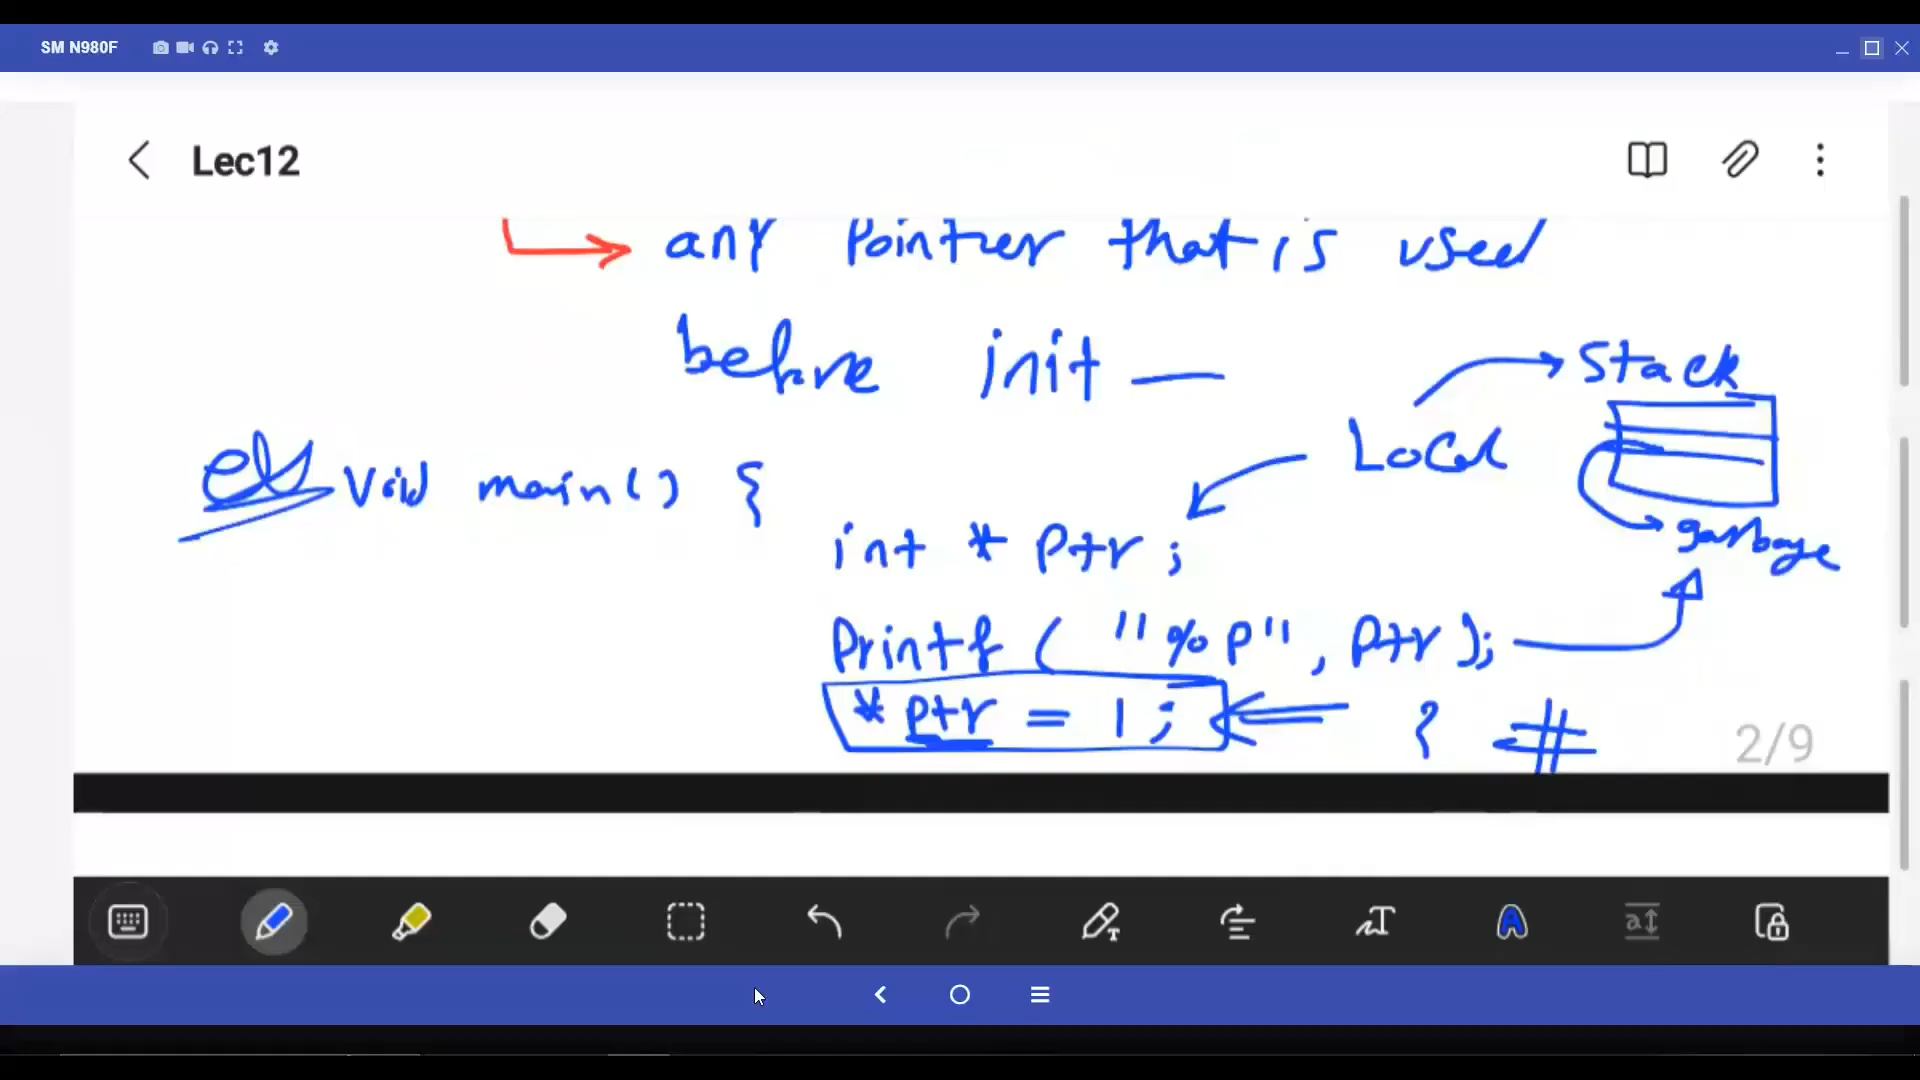 SM N980F
Lec12
any Pointer that is used
before init
Local → Stack
void main() {
int * Ptr ;
garbage
Printf ( "%P" , Ptr );
* ptr = 1 ;
2/9